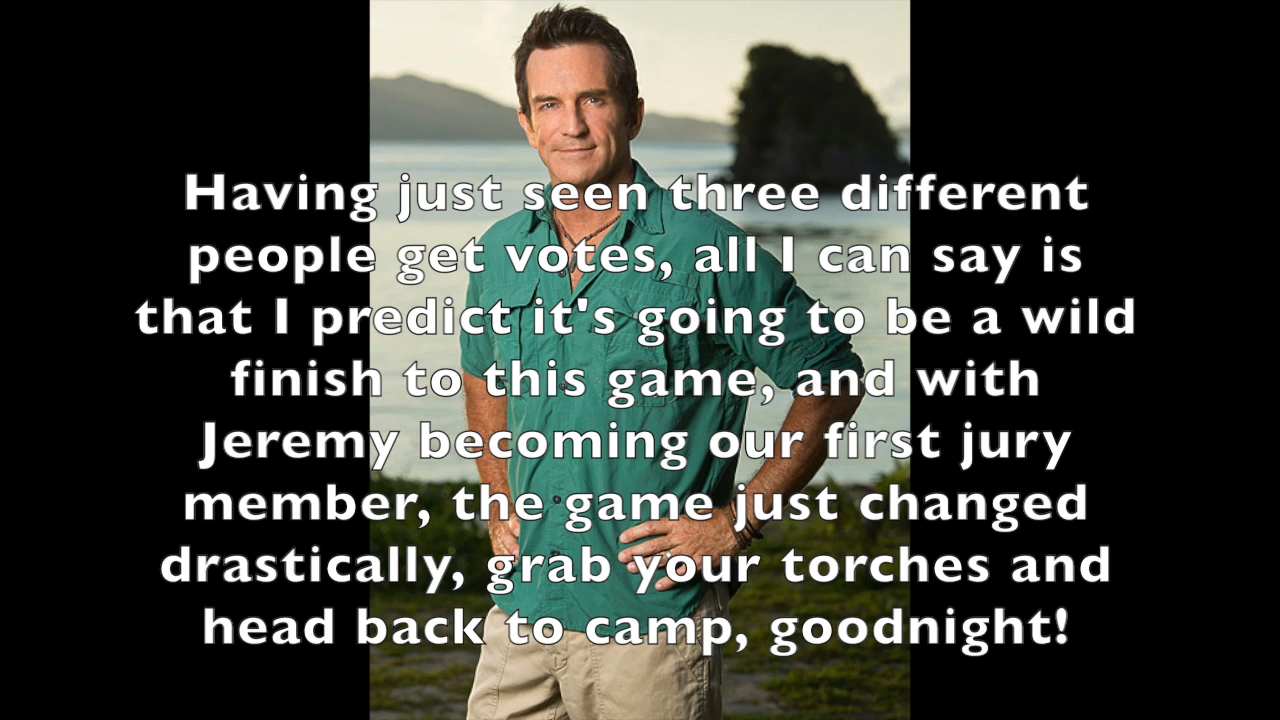 Having just seen three different
people get votes, all I can say is
that I predict it's going to be a wild
finish to this game, and with
Jeremy becoming our first jury
member, the game just changed
drastically, grab your torches and
head back to camp, goodnight!